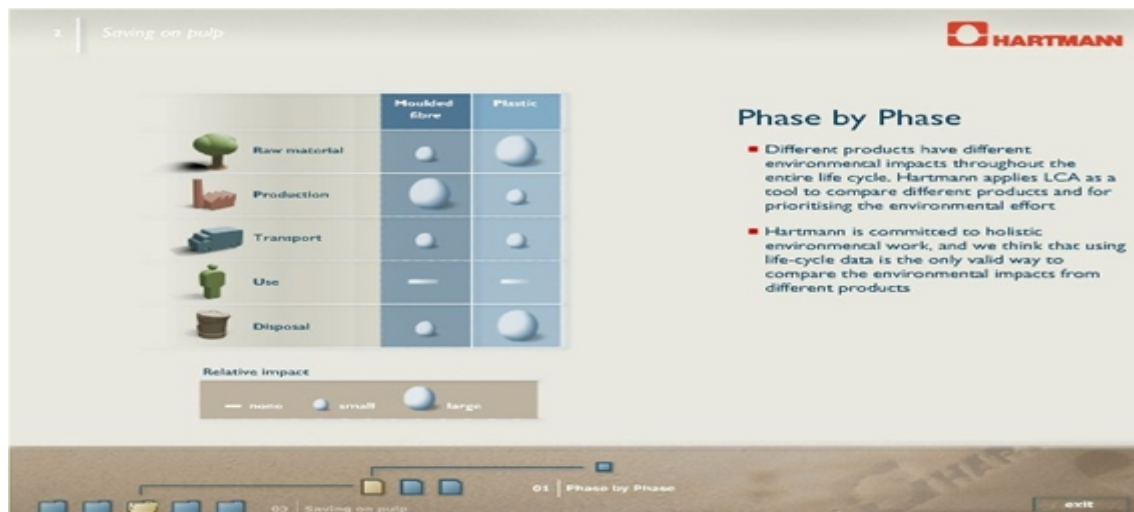 2 Saving on pulp
HARTMANN
Moulded fibre
Plastic
Raw material
Production
Transport
Use
Disposal
Relative impact
none small large
Phase by Phase
Different products have different
environmental impacts throughout the
entire life cycle. Hartmann applies LCA as a
tool to compare different products and for
prioritising the environmental effort
Hartmann is committed to holistic
environmental work, and we think that using
life-cycle data is the only valid way to
compare the environmental impacts from
different products
01 Phase by Phase
Saving on pulp
exit